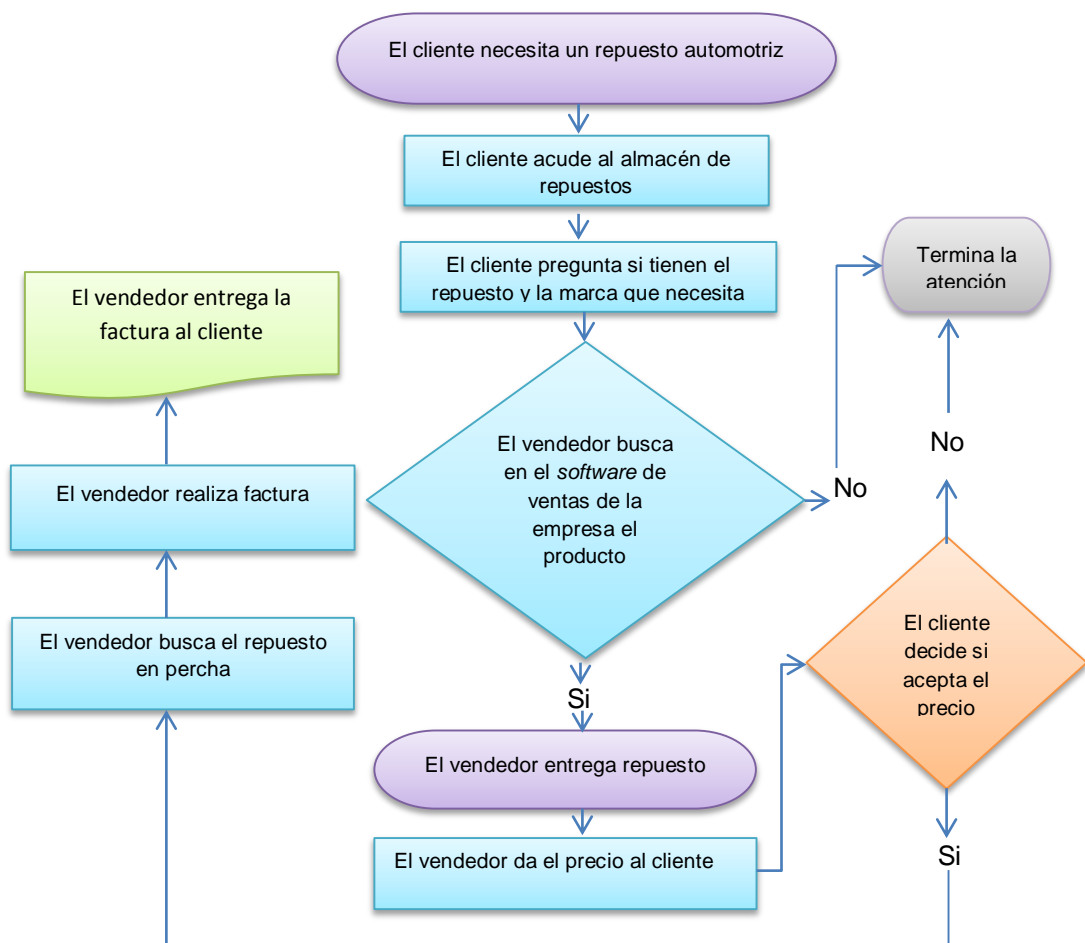 El cliente necesita un repuesto automotriz
El cliente acude al almacén de
repuestos
El cliente pregunta si tienen el
repuesto y la marca que necesita
Termina la
atención
El vendedor entrega la
factura al cliente
El vendedor busca
en el software de
ventas de la
empresa el
producto
No
No
El vendedor realiza factura
El vendedor busca el repuesto
en percha
El cliente
decide si
acepta el
precio
Si
El vendedor entrega repuesto
El vendedor da el precio al cliente
Si